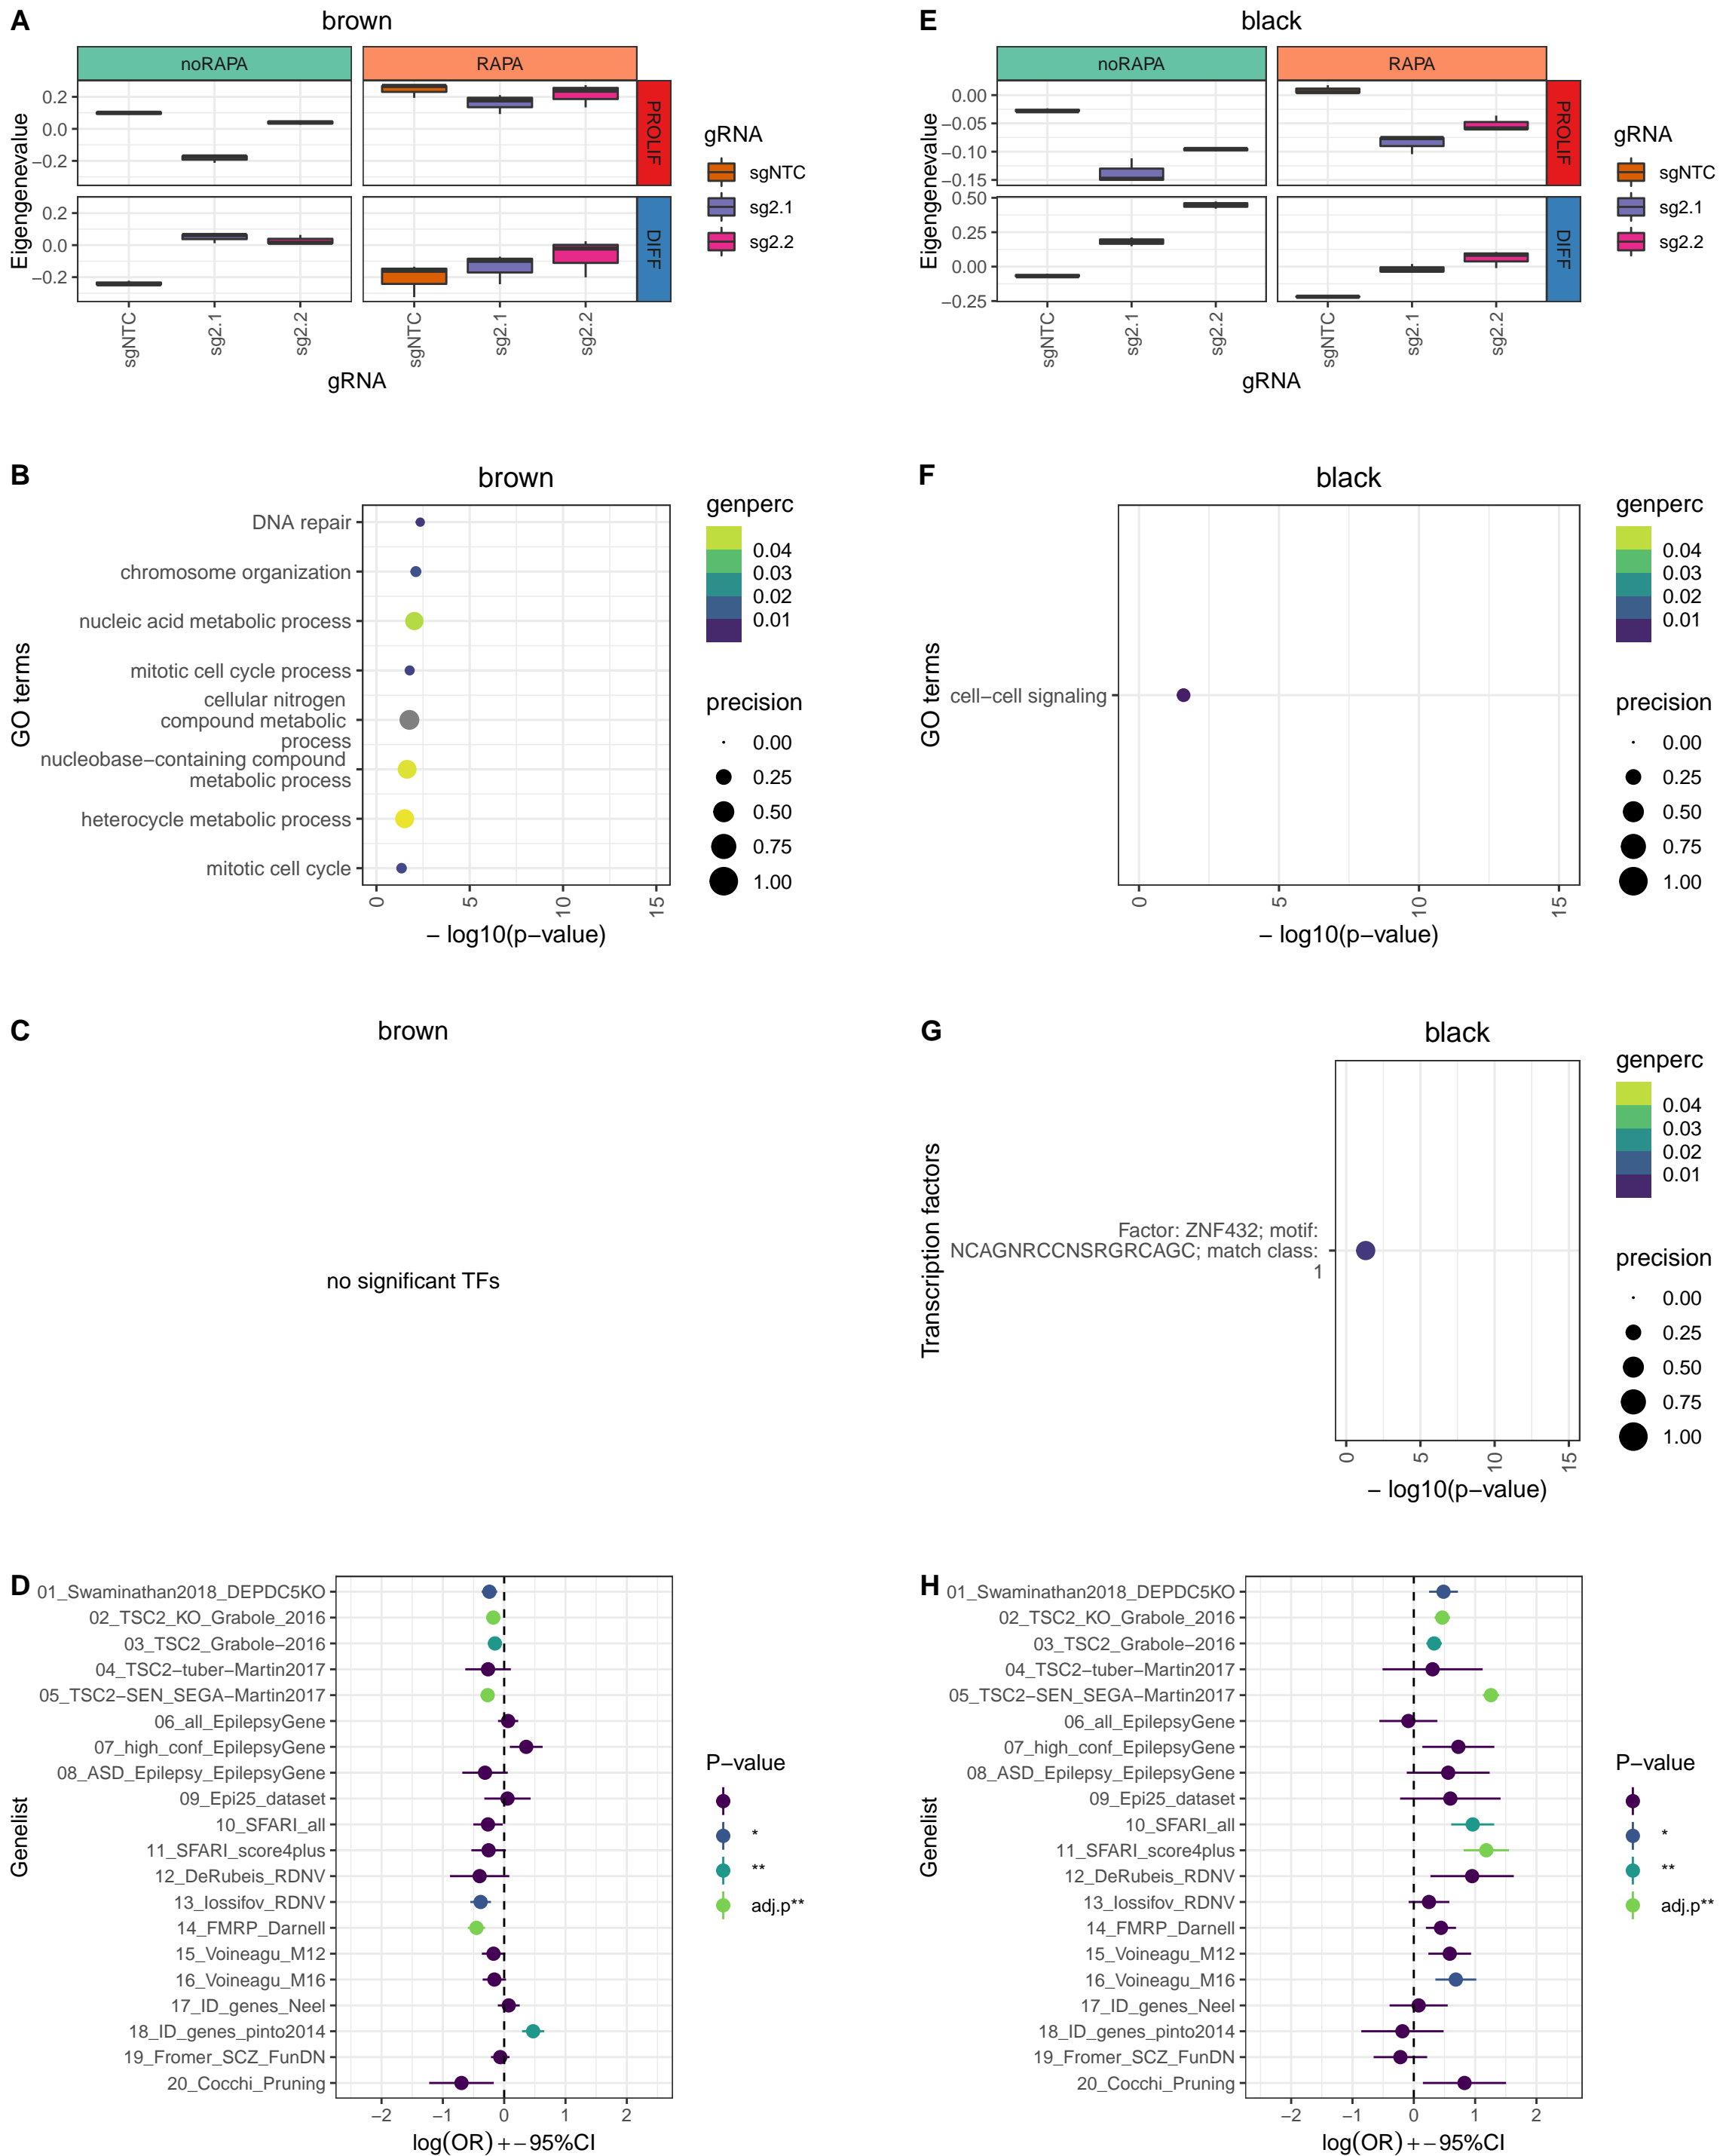 A
brown
noRAPA
RAPA
Eigengenevalue
0.2
0.0
−0.2
PROLIF
0.2
0.0
−0.2
DIFF
sgNTC
sg2.1
sg2.2
sgNTC
sg2.1
sg2.2
gRNA
gRNA
sgNTC
sg2.1
sg2.2
E
black
noRAPA
RAPA
Eigengenevalue
0.00
−0.05
−0.10
−0.15
PROLIF
0.50
0.25
0.00
−0.25
DIFF
sgNTC
sg2.1
sg2.2
sgNTC
sg2.1
sg2.2
gRNA
gRNA
sgNTC
sg2.1
sg2.2
B
brown
GO terms
DNA repair
chromosome organization
nucleic acid metabolic process
mitotic cell cycle process
cellular nitrogen
compound metabolic
process
nucleobase−containing compound
metabolic process
heterocycle metabolic process
mitotic cell cycle
0
5
10
15
− log10(p−value)
genperc
0.04
0.03
0.02
0.01
precision
0.00
0.25
0.50
0.75
1.00
F
black
GO terms
cell−cell signaling
0
5
10
15
− log10(p−value)
genperc
0.04
0.03
0.02
0.01
precision
0.00
0.25
0.50
0.75
1.00
C
brown
no significant TFs
G
black
Transcription factors
Factor: ZNF432; motif:
NCAGNRCCNSRGRCAGC; match class:
1
0
5
10
15
− log10(p−value)
genperc
0.04
0.03
0.02
0.01
precision
0.00
0.25
0.50
0.75
1.00
D
Genelist
01_Swaminathan2018_DEPDC5KO
02_TSC2_KO_Grabole_2016
03_TSC2_Grabole−2016
04_TSC2−tuber−Martin2017
05_TSC2−SEN_SEGA−Martin2017
06_all_EpilepsyGene
07_high_conf_EpilepsyGene
08_ASD_Epilepsy_EpilepsyGene
09_Epi25_dataset
10_SFARI_all
11_SFARI_score4plus
12_DeRubeis_RDNV
13_Iossifov_RDNV
14_FMRP_Darnell
15_Voineagu_M12
16_Voineagu_M16
17_ID_genes_Neel
18_ID_genes_pinto2014
19_Fromer_SCZ_FunDN
20_Cocchi_Pruning
−2
−1
0
1
2
log(OR)+−95%CI
P−value
*
**
adj.p**
H
Genelist
01_Swaminathan2018_DEPDC5KO
02_TSC2_KO_Grabole_2016
03_TSC2_Grabole−2016
04_TSC2−tuber−Martin2017
05_TSC2−SEN_SEGA−Martin2017
06_all_EpilepsyGene
07_high_conf_EpilepsyGene
08_ASD_Epilepsy_EpilepsyGene
09_Epi25_dataset
10_SFARI_all
11_SFARI_score4plus
12_DeRubeis_RDNV
13_Iossifov_RDNV
14_FMRP_Darnell
15_Voineagu_M12
16_Voineagu_M16
17_ID_genes_Neel
18_ID_genes_pinto2014
19_Fromer_SCZ_FunDN
20_Cocchi_Pruning
−2
−1
0
1
2
log(OR)+−95%CI
P−value
*
**
adj.p**